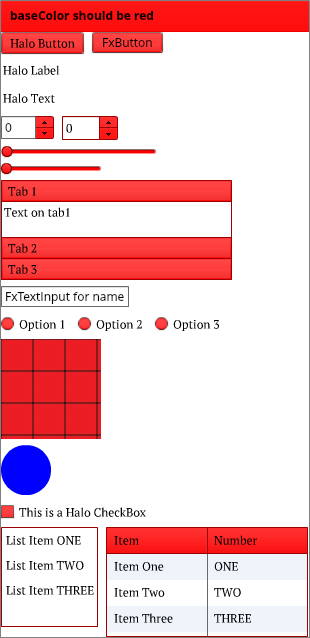 baseColor should be red
Halo Button FxButton
Halo Label
Halo Text
0 0
Tab 1
Text on tab1
Tab 2
Tab 3
FxTextInput for name
Option 1 Option 2 Option 3
This is a Halo CheckBox
List Item ONE
List Item TWO
List Item THREE
Item Number
Item One ONE
Item Two TWO
Item Three THREE